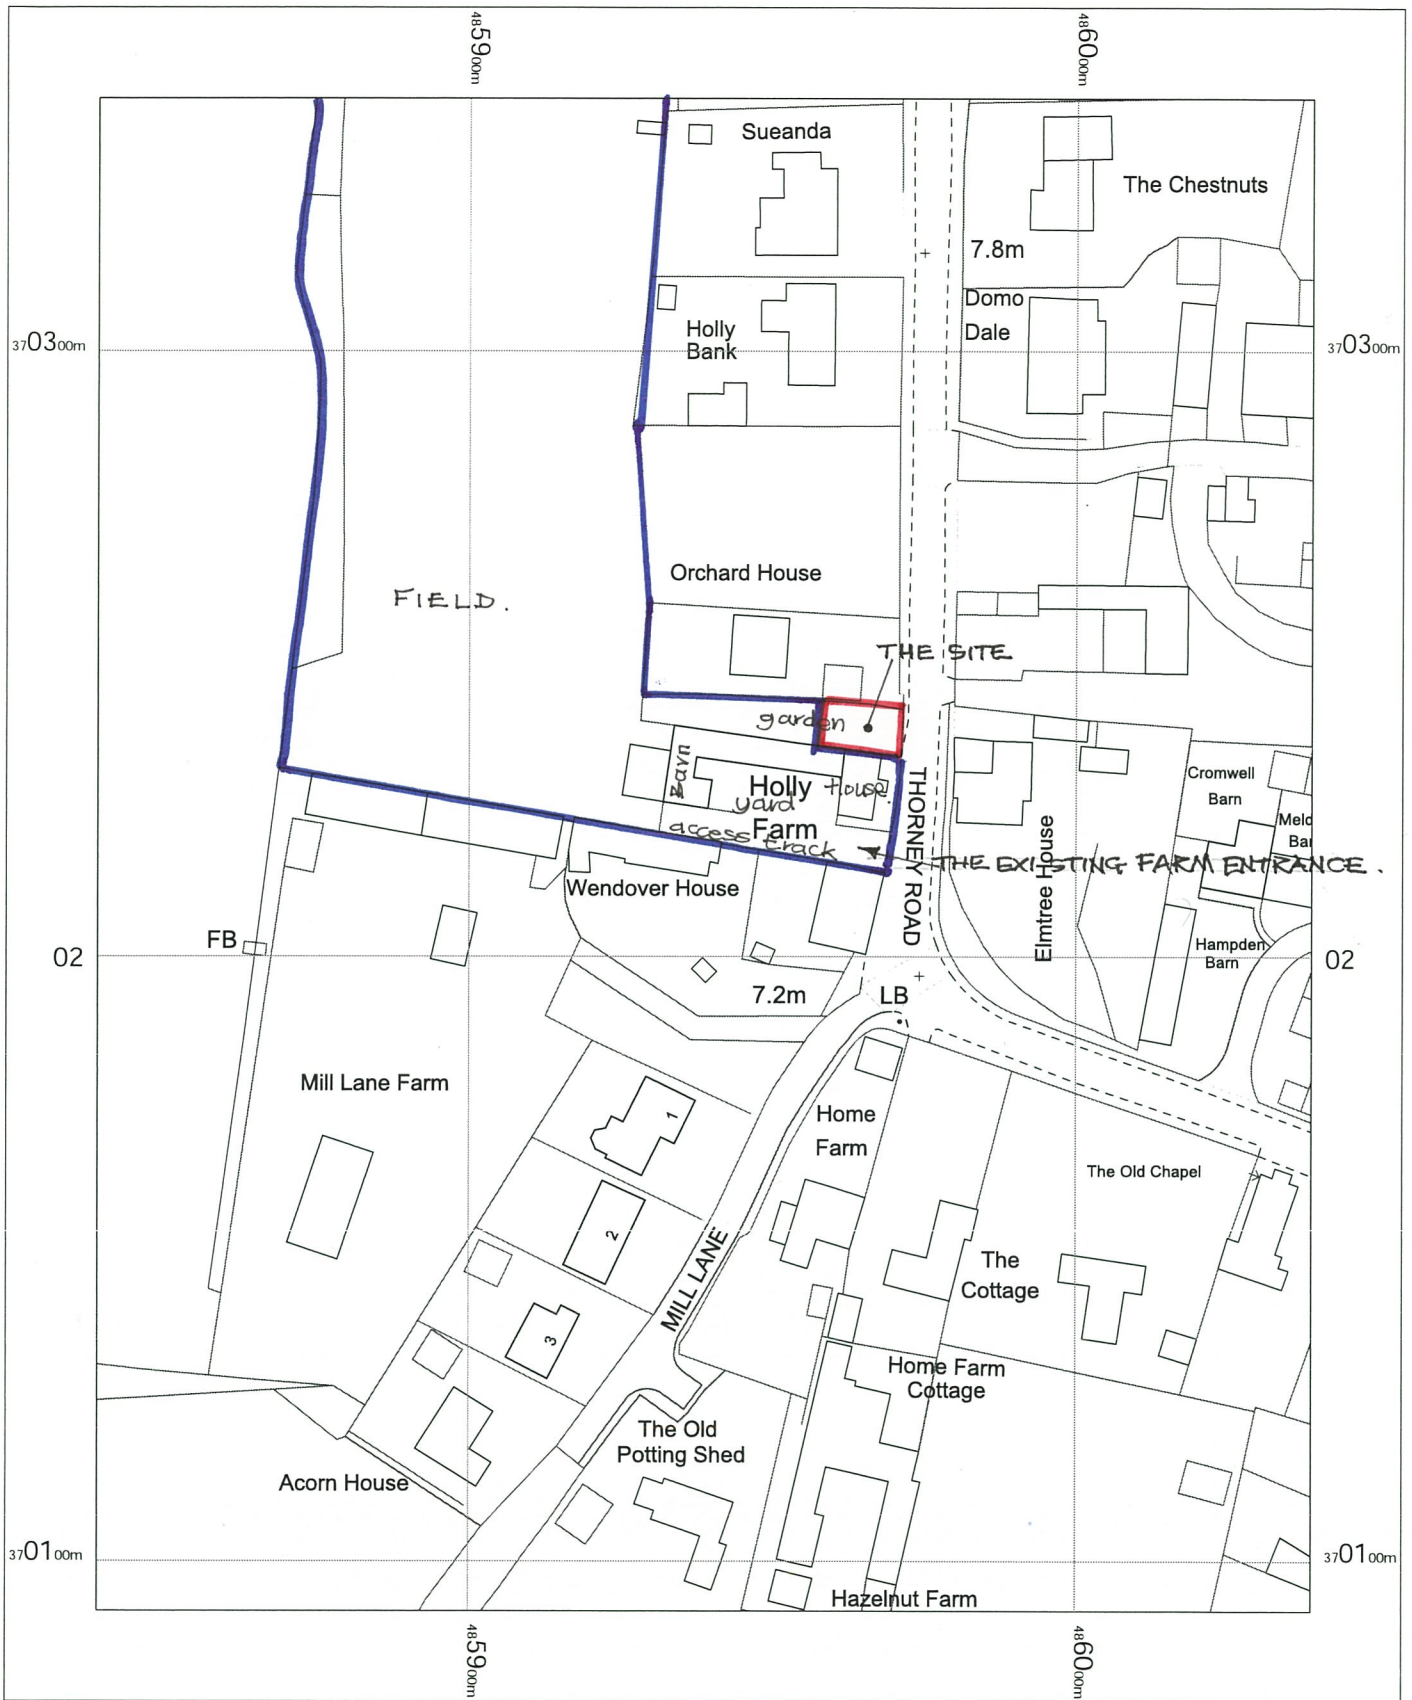 485900m
486000m
Sueanda
The Chestnuts
7.8m
Domo
Dale
Holly
Bank
370300m
370300m
Orchard House
FIELD.
THE SITE
garden
Barn
Holly
House.
yard
Farm
access track
THORNEY ROAD
THE EXISTING FARM ENTRANCE.
Elmtree House
Cromwell
Barn
Meld
Bar
Hampden
Barn
Wendover House
FB
02
02
7.2m
LB
Mill Lane Farm
1
2
3
MILL LANE
Home
Farm
The Old Chapel
The
Cottage
Home Farm
Cottage
The Old
Potting Shed
Acorn House
370100m
370100m
Hazelnut Farm
485900m
486000m